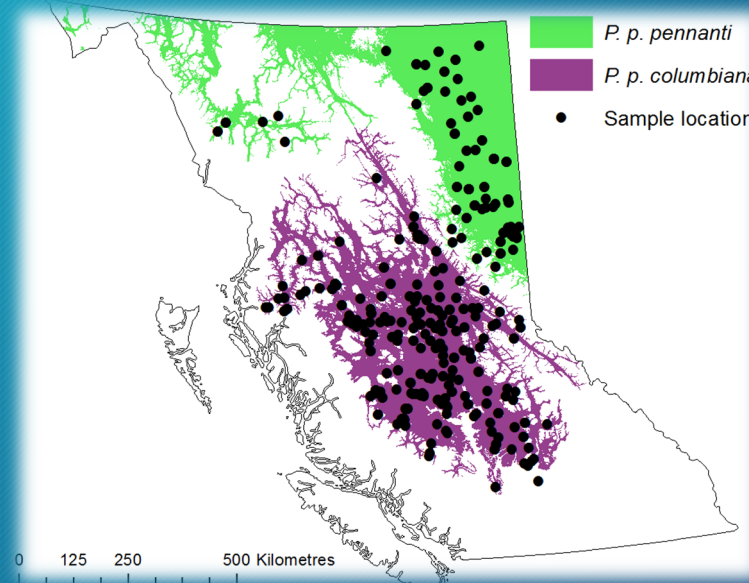 P. p. pennanti
P. p. columbiana
Sample location
0 125 250 500 Kilometres